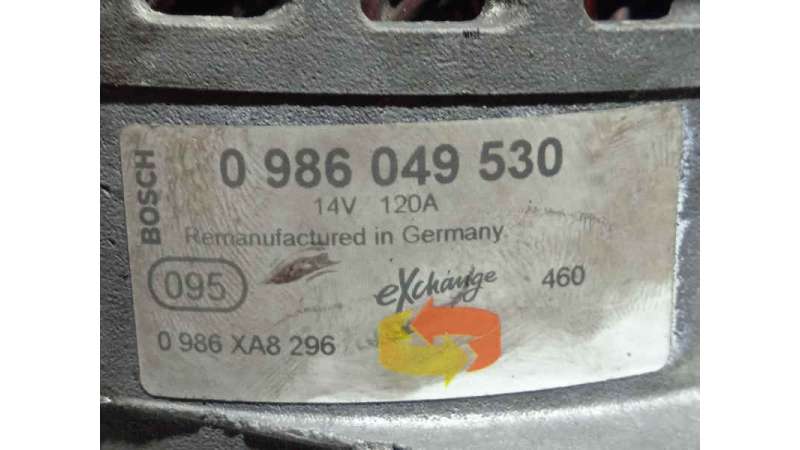 BOSCH
0 986 049 530
14V 120A
Remanufactured in Germany
095
eXchange
460
0 986 XA8 296